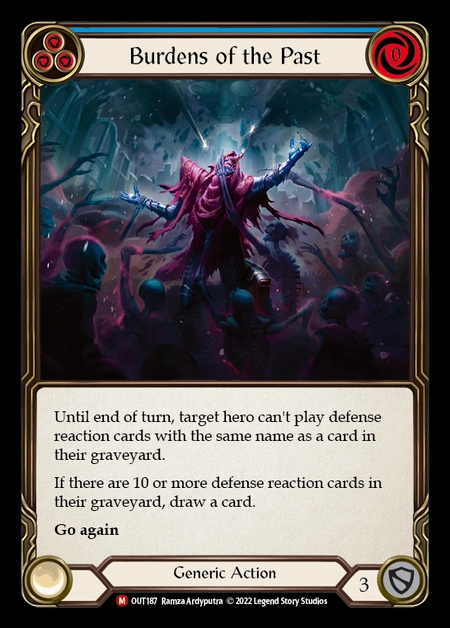 Burdens of the Past
0
Until end of turn, target hero can't play defense
reaction cards with the same name as a card in
their graveyard.
If there are 10 or more defense reaction cards in
their graveyard, draw a card.
Go again
Generic Action
3
M OUT187 Ramza Ardyputra © 2022 Legend Story Studios